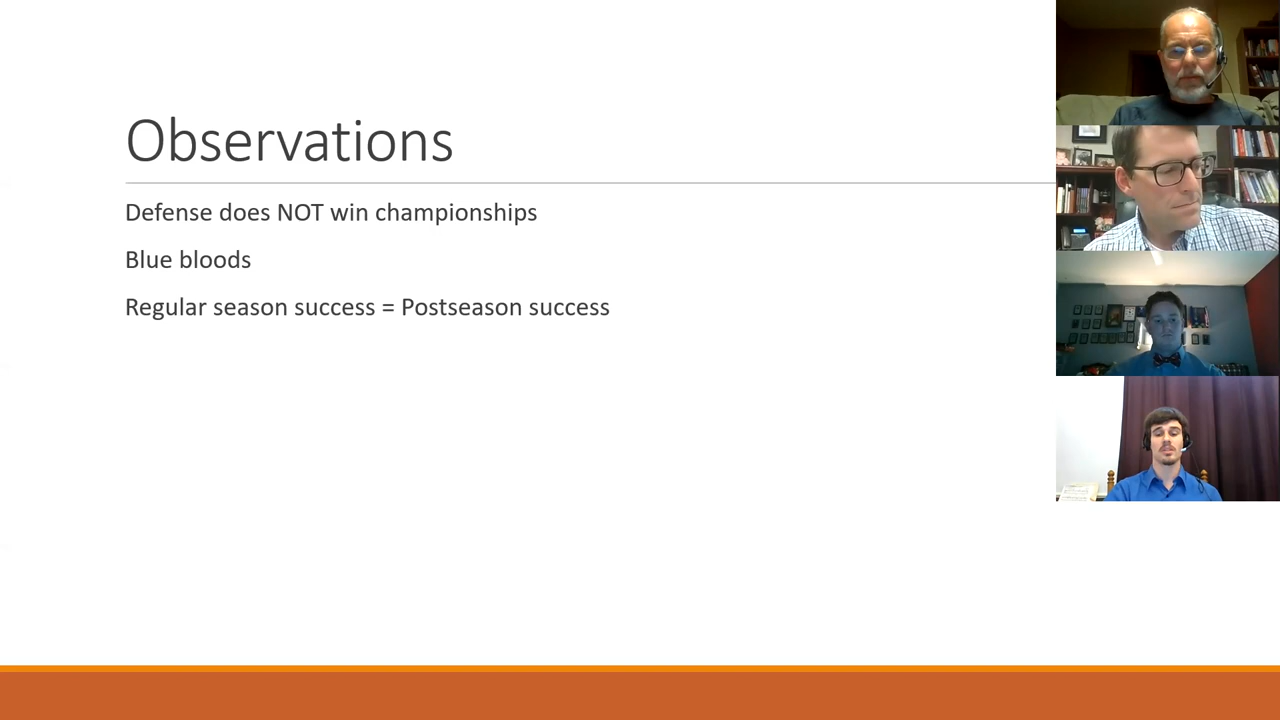 Observations
Defense does NOT win championships
Blue bloods
Regular season success = Postseason success